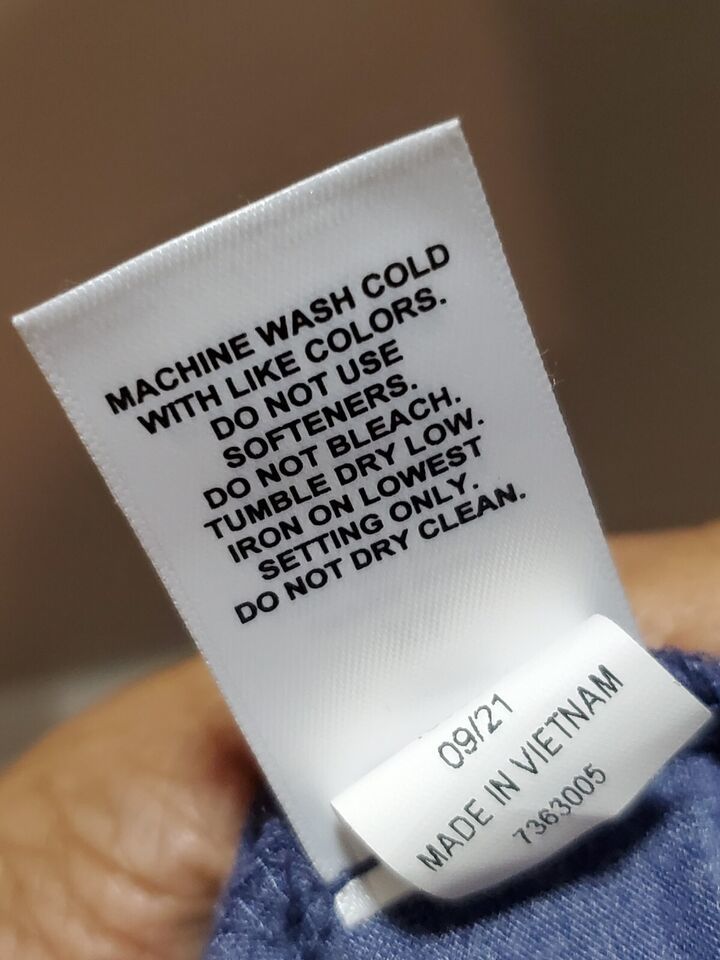 MACHINE WASH COLD
WITH LIKE COLORS.
DO NOT USE
SOFTENERS.
DO NOT BLEACH.
TUMBLE DRY LOW.
IRON ON LOWEST
SETTING ONLY.
DO NOT DRY CLEAN.
09/21
MADE IN VIETNAM
7363005